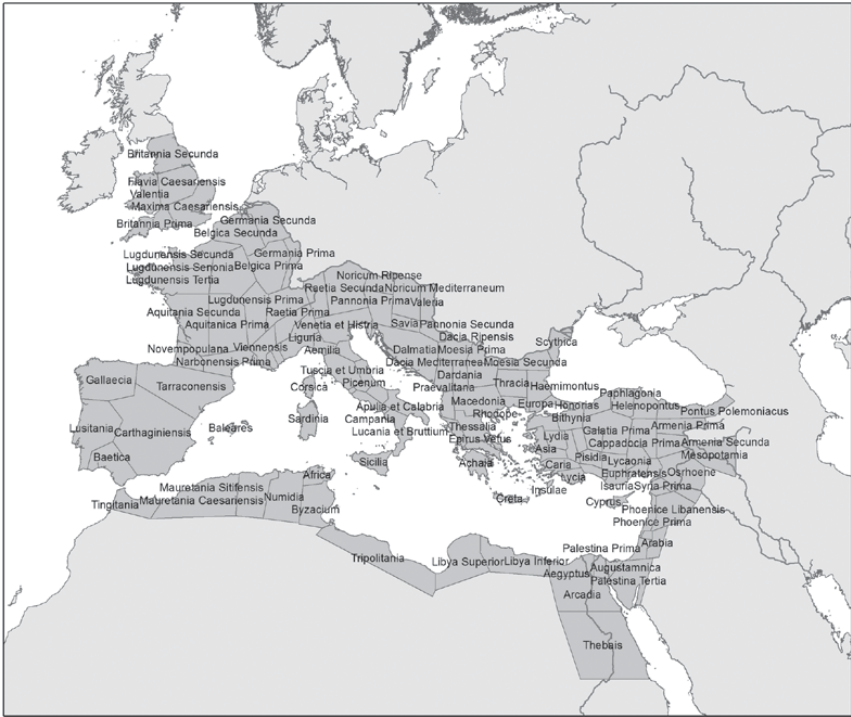 Britannia Secunda
Flavia Caesariensis
Valentia
Maxima Caesariensis
Britannia Prima
Germania Secunda
Belgica Secunda
Lugdunensis Secunda
Germania Prima
Lugdunensis Senonia
Belgica Prima
Lugdunensis Tertia
Noricum Ripense
Raetia Secunda
Noricum Mediterraneum
Lugdunensis Prima
Pannonia Prima
Valeria
Aquitania Secunda
Raetia Prima
Aquitanica Prima
Venetia et Histria
Savia
Pannonia Secunda
Liguria
Dacia Ripensis
Scythica
Novempopulana
Viennensis
Aemilia
Dalmatia
Moesia Prima
Narbonensis Prima
Dacia Mediterranea
Moesia Secunda
Tuscia et Umbria
Dardania
Gallaecia
Tarraconensis
Corsica
Picenum
Praevalitana
Thracia
Haemimontus
Paphlagonia
Macedonia
Europa
Honorias
Helenopontus
Apulia et Calabria
Pontus Polemoniacus
Sardinia
Campania
Rhodope
Bithynia
Lusitania
Carthaginiensis
Baleares
Lucania et Bruttium
Thessalia
Galatia Prima
Armenia Prima
Epirus Vetus
Lydia
Cappadocia Prima
Armenia Secunda
Baetica
Asia
Pisidia
Mesopotamia
Sicilia
Achaia
Caria
Lycaonia
Africa
Lycia
Euphratensis
Osrhoene
Mauretania Sitifensis
Insulae
Isauria
Syria Prima
Tingitania
Mauretania Caesariensis
Numidia
Creta
Cyprus
Byzacium
Phoenice Libanensis
Phoenice Prima
Arabia
Palestina Prima
Tripolitania
Libya Superior
Libya Inferior
Augustamnica
Aegyptus
Palestina Tertia
Arcadia
Thebais